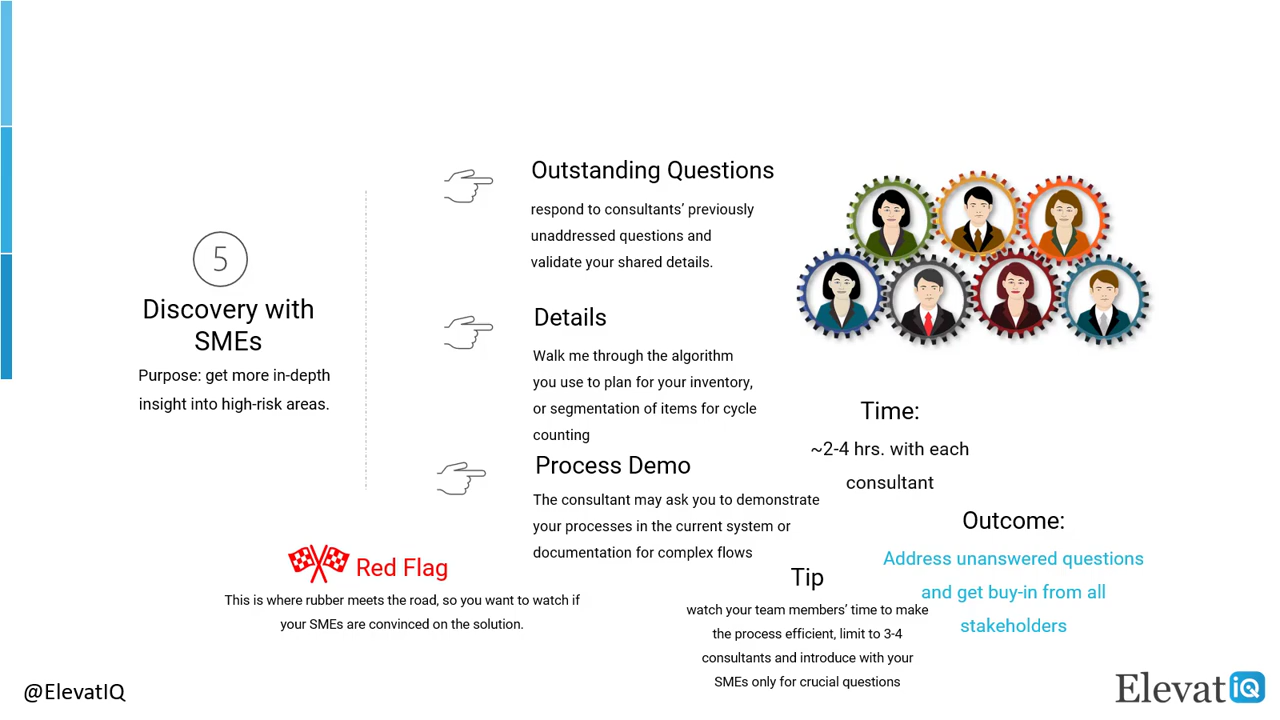 5
Discovery with
SMEs
Purpose: get more in-depth
insight into high-risk areas.
Outstanding Questions
respond to consultants’ previously
unaddressed questions and
validate your shared details.
Details
Walk me through the algorithm
you use to plan for your inventory,
or segmentation of items for cycle
counting
Process Demo
The consultant may ask you to demonstrate
your processes in the current system or
documentation for complex flows
Time:
~2-4 hrs. with each
consultant
Outcome:
Address unanswered questions
and get buy-in from all
stakeholders
Red Flag
This is where rubber meets the road, so you want to watch if
your SMEs are convinced on the solution.
Tip
watch your team members’ time to make
the process efficient, limit to 3-4
consultants and introduce with your
SMEs only for crucial questions
@ElevatIQ
ElevatiQ